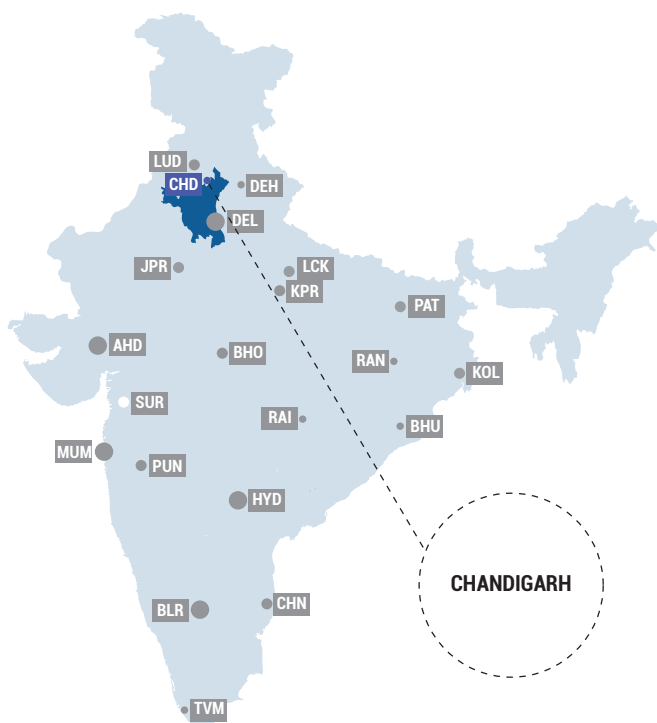 LUD
CHD
DEH
DEL
JPR
LCK
KPR
PAT
AHD
BHO
RAN
KOL
SUR
RAI
BHU
MUM
PUN
HYD
CHANDIGARH
BLR
CHN
TVM